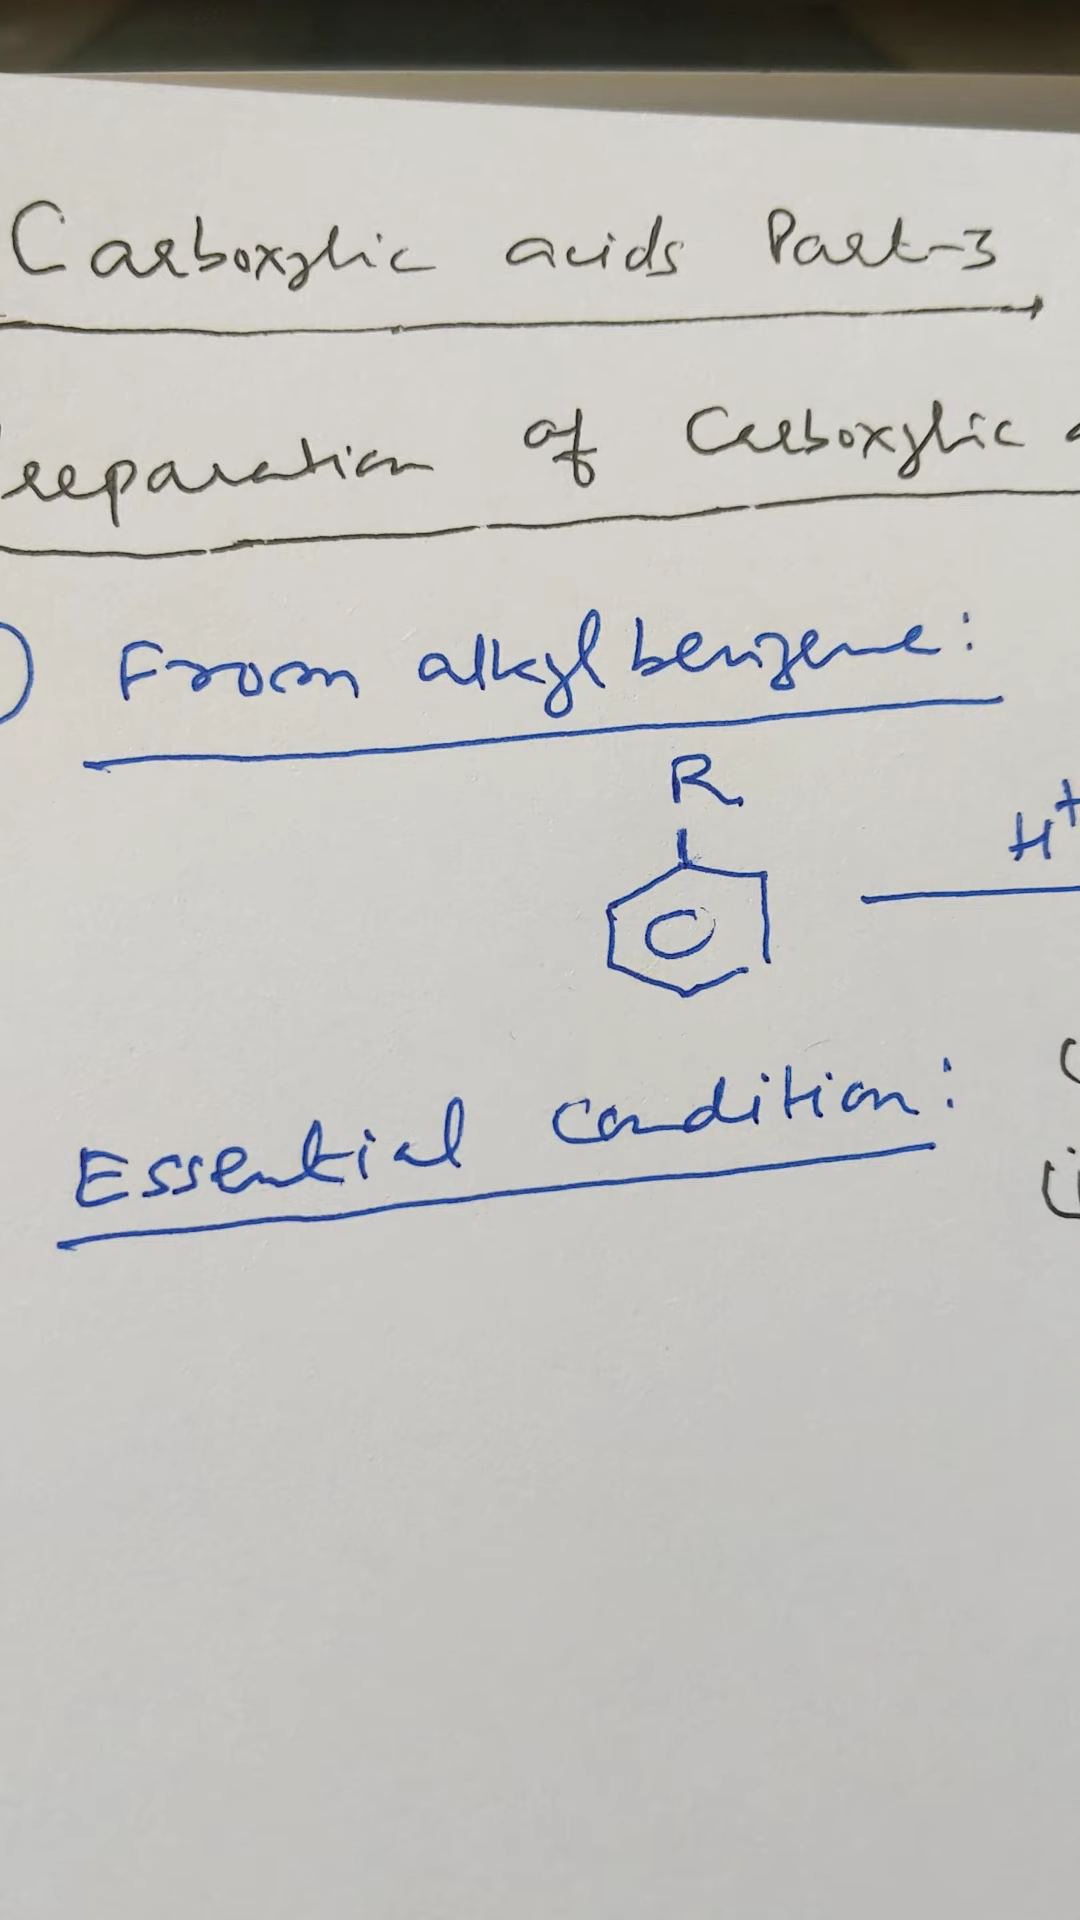 Carboxylic acids Part-3
reparation of Carboxylic
) From alkyl benzene:
R
H+
Essential condition:
(i